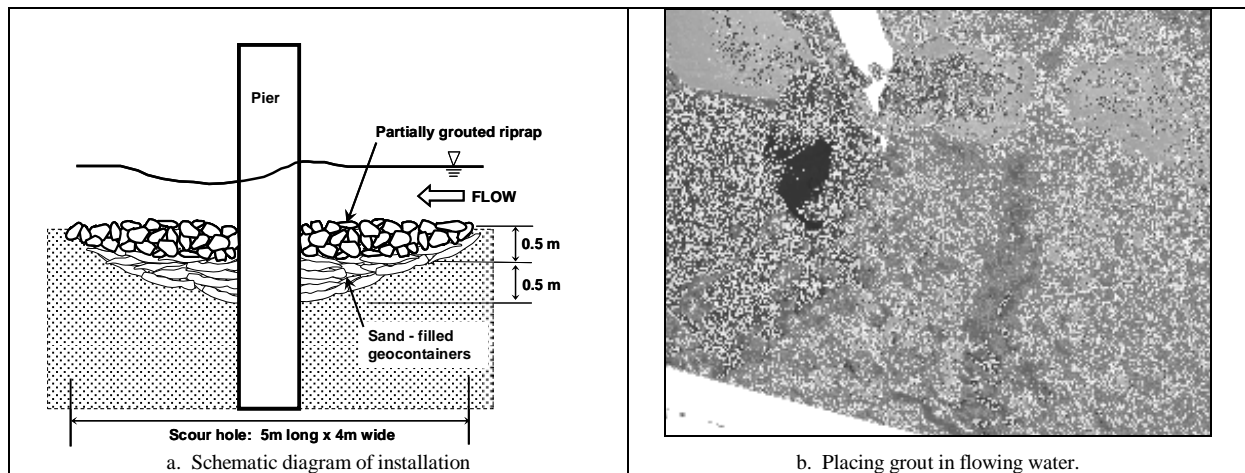 Pier
Partially grouted riprap
FLOW
0.5 m
0.5 m
Sand - filled
geocontainers
Scour hole: 5m long x 4m wide
a. Schematic diagram of installation
b. Placing grout in flowing water.